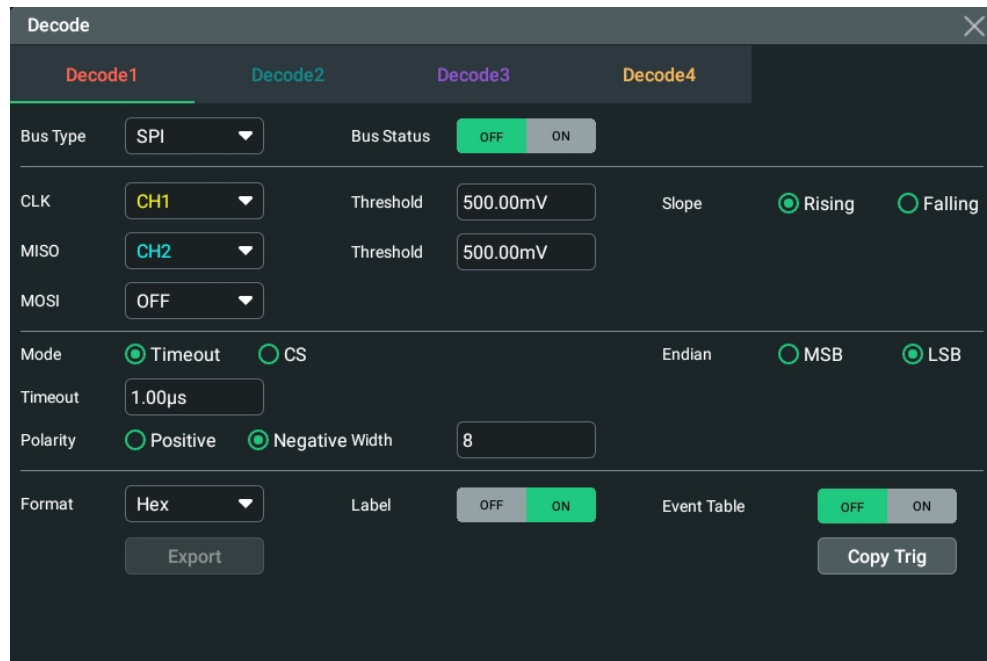 Decode
Decode1 Decode2 Decode3 Decode4
Bus Type SPI Bus Status OFF ON
CLK CH1 Threshold 500.00mV Slope Rising Falling
MISO CH2 Threshold 500.00mV
MOSI OFF
Mode Timeout CS Endian MSB LSB
Timeout 1.00µs
Polarity Positive Negative Width 8
Format Hex Label OFF ON Event Table OFF ON
Export Copy Trig